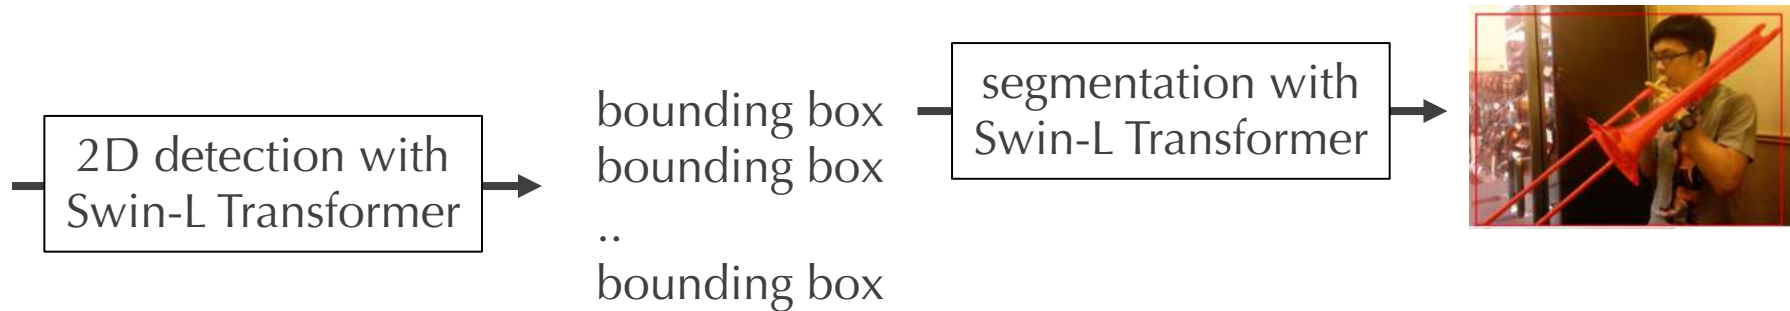 2D detection with
Swin-L Transformer
bounding box
bounding box
..
bounding box
segmentation with
Swin-L Transformer